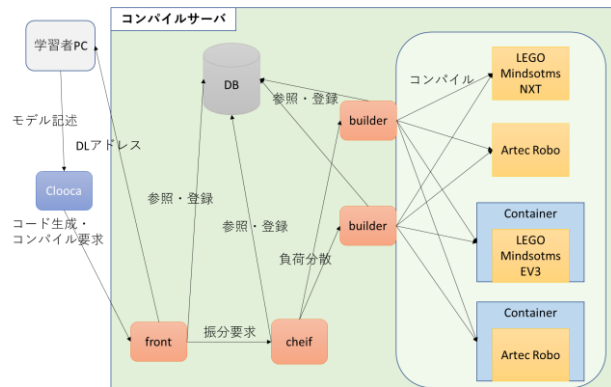 コンパイルサーバ
学習者PC
DB
コンパイル
LEGO
Mindsotms
NXT
参照・登録
モデル記述
builder
DLアドレス
Artec Robo
Clooca
参照・登録
参照・登録
builder
Container
コード生成・
コンパイル要求
負荷分散
LEGO
Mindsotms
EV3
front
振分要求
cheif
Container
Artec Robo